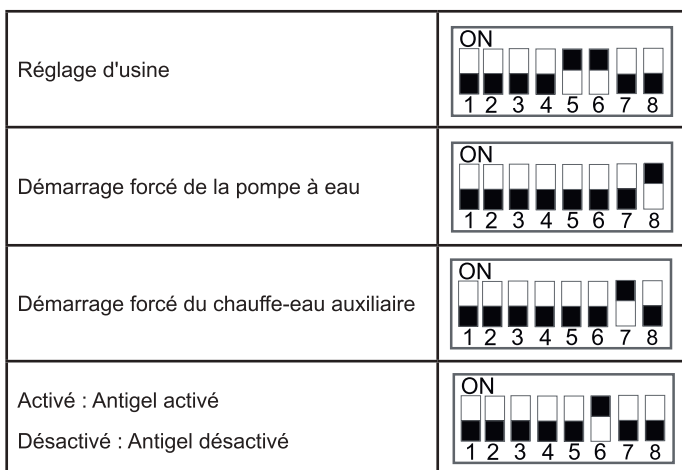 Réglage d'usine
ON
1 2 3 4 5 6 7 8
Démarrage forcé de la pompe à eau
ON
1 2 3 4 5 6 7 8
Démarrage forcé du chauffe-eau auxiliaire
ON
1 2 3 4 5 6 7 8
Activé : Antigel activé
Désactivé : Antigel désactivé
ON
1 2 3 4 5 6 7 8